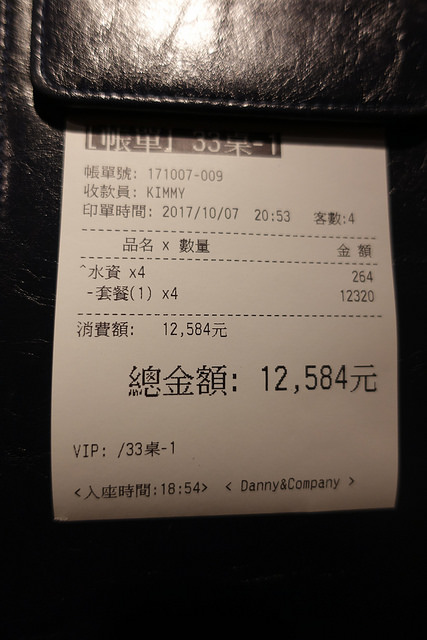 [帳單] 33桌-1
帳單號: 171007-009
收款員: KIMMY
印單時間: 2017/10/07 20:53 客數:4
品名 x 數量 金 額
^水資 x4 264
-套餐(1) x4 12320
消費額: 12,584元
總金額: 12,584元
VIP: /33桌-1
<入座時間:18:54> < Danny&Company >